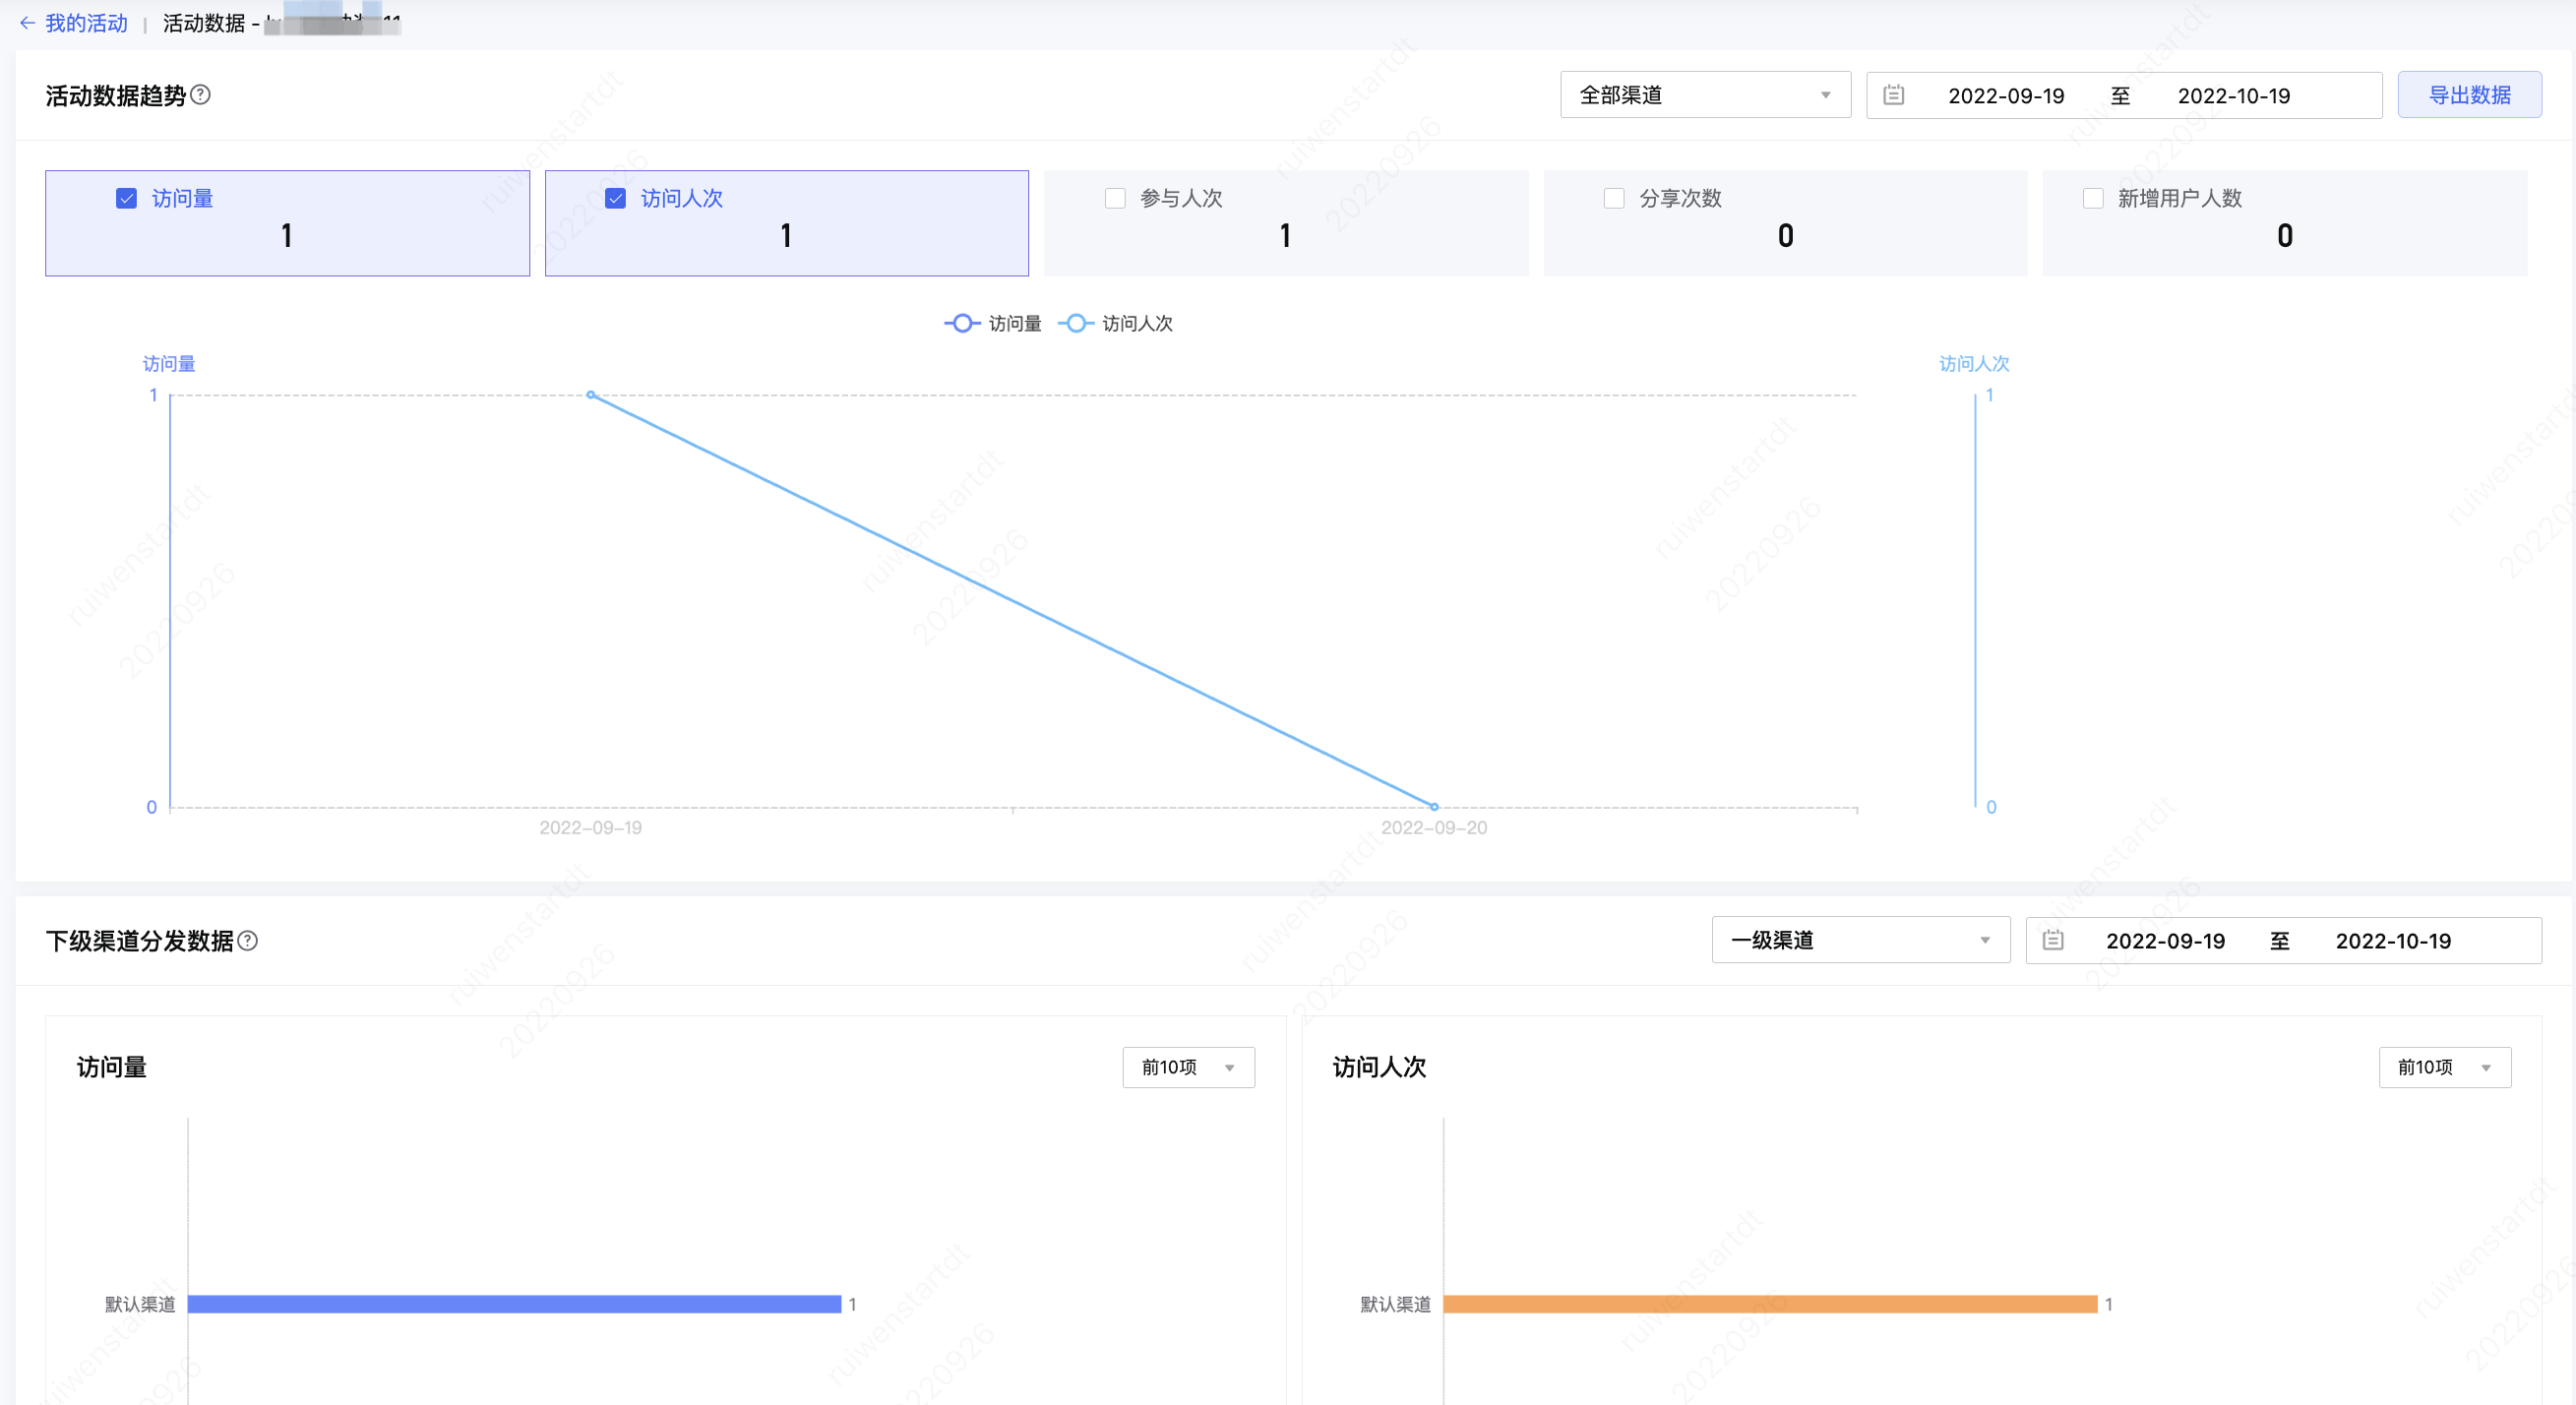 我的活动 | 活动数据 -
活动数据趋势
全部渠道
2022-09-19 至 2022-10-19
导出数据
访问量
1
访问人次
1
参与人次
1
分享次数
0
新增用户人数
0
访问量 访问人次
访问量
访问人次
1
1
0
0
2022-09-19
2022-09-20
下级渠道分发数据
一级渠道
2022-09-19 至 2022-10-19
访问量
前10项
默认渠道
1
访问人次
前10项
默认渠道
1
ruiwenstartdt
20220926